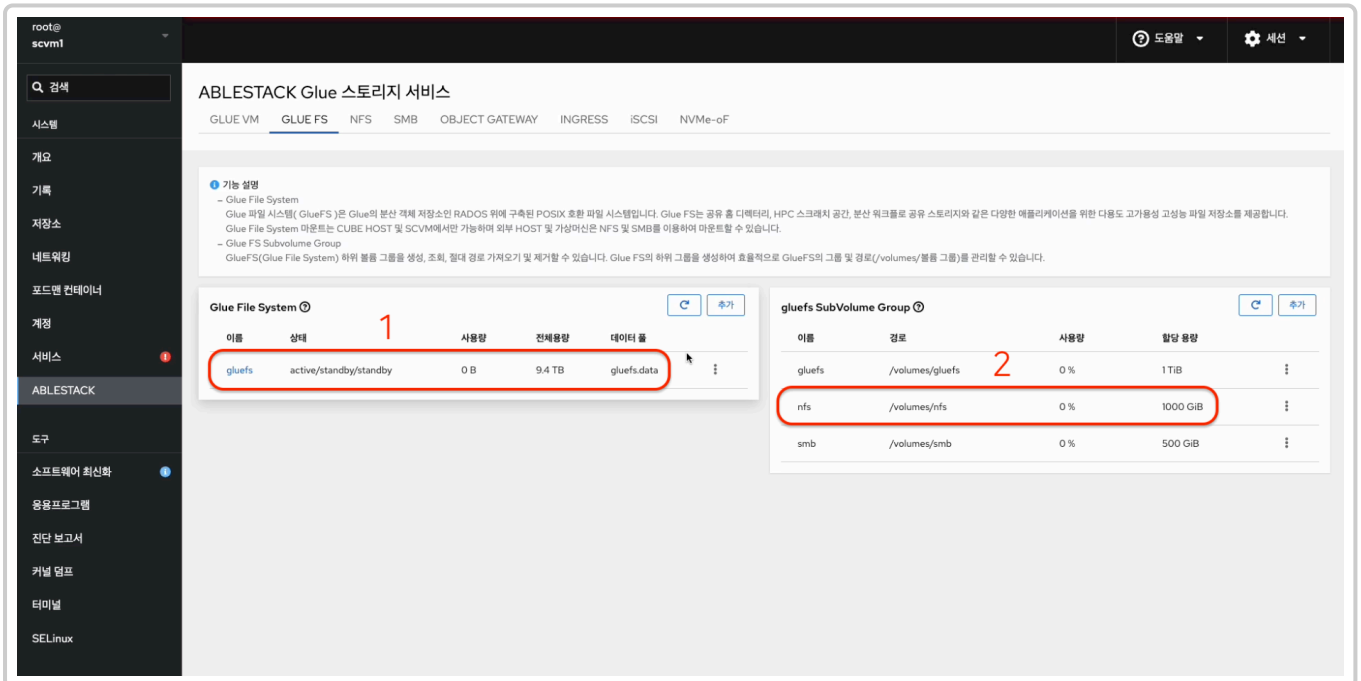 root@
scvm1
도움말
세션
검색
시스템
개요
기록
저장소
네트워킹
포드맨 컨테이너
계정
서비스
ABLESTACK
도구
소프트웨어 최신화
응용프로그램
진단 보고서
커널 덤프
터미널
SELinux
ABLESTACK Glue 스토리지 서비스
GLUE VM GLUE FS NFS SMB OBJECT GATEWAY INGRESS iSCSI NVMe-oF
기능 설명
– Glue File System
Glue 파일 시스템( GlueFS )은 Glue의 분산 객체 저장소인 RADOS 위에 구축된 POSIX 호환 파일 시스템입니다. Glue FS는 공유 홈 디렉터리, HPC 스크래치 공간, 분산 워크플로 공유 스토리지와 같은 다양한 애플리케이션을 위한 다용도 고가용성 고성능 파일 저장소를 제공합니다.
Glue File System 마운트는 CUBE HOST 및 SCVM에서만 가능하며 외부 HOST 및 가상머신은 NFS 및 SMB를 이용하여 마운트할 수 있습니다.
– Glue FS Subvolume Group
GlueFS(Glue File System) 하위 볼륨 그룹을 생성, 조회, 절대 경로 가져오기 및 제거할 수 있습니다. Glue FS의 하위 그룹을 생성하여 효율적으로 GlueFS의 그룹 및 경로(/volumes/볼륨 그룹)를 관리할 수 있습니다.
Glue File System
추가
1
이름 상태 사용량 전체용량 데이터 풀
gluefs active/standby/standby 0 B 9.4 TB gluefs.data
gluefs SubVolume Group
추가
이름 경로 사용량 할당 용량
2
gluefs /volumes/gluefs 0 % 1 TiB
nfs /volumes/nfs 0 % 1000 GiB
smb /volumes/smb 0 % 500 GiB